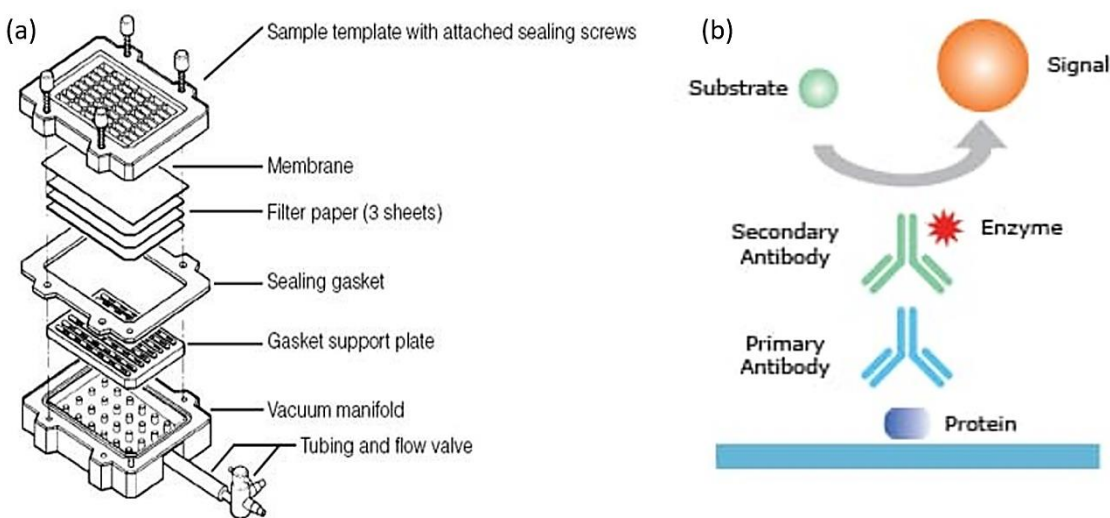 (a)
Sample template with attached sealing screws
Membrane
Filter paper (3 sheets)
Sealing gasket
Gasket support plate
Vacuum manifold
Tubing and flow valve
(b)
Substrate
Signal
Secondary
Antibody
Enzyme
Primary
Antibody
Protein